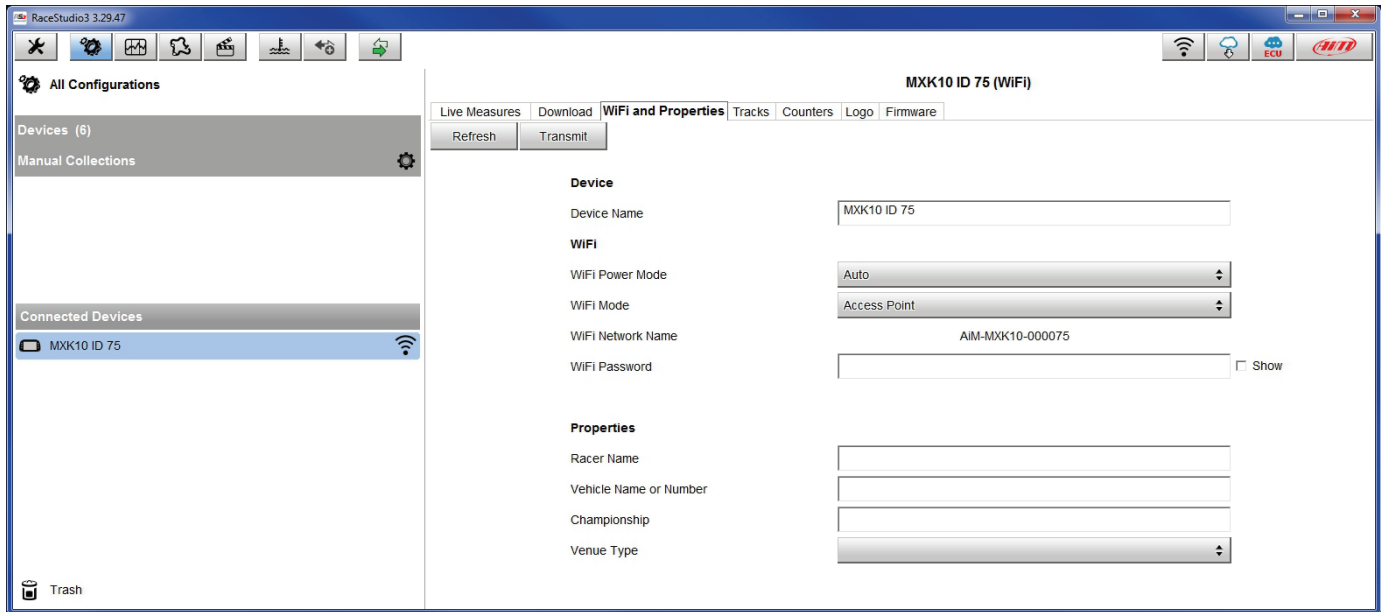 RaceStudio3 3.29.47
ECU
AiM
All Configurations
MXK10 ID 75 (WiFi)
Live Measures Download WiFi and Properties Tracks Counters Logo Firmware
Devices (6)
Refresh Transmit
Manual Collections
Device
Device Name MXK10 ID 75
WiFi
WiFi Power Mode Auto
WiFi Mode Access Point
Connected Devices
WiFi Network Name AiM-MXK10-000075
MXK10 ID 75
WiFi Password Show
Properties
Racer Name
Vehicle Name or Number
Championship
Venue Type
Trash